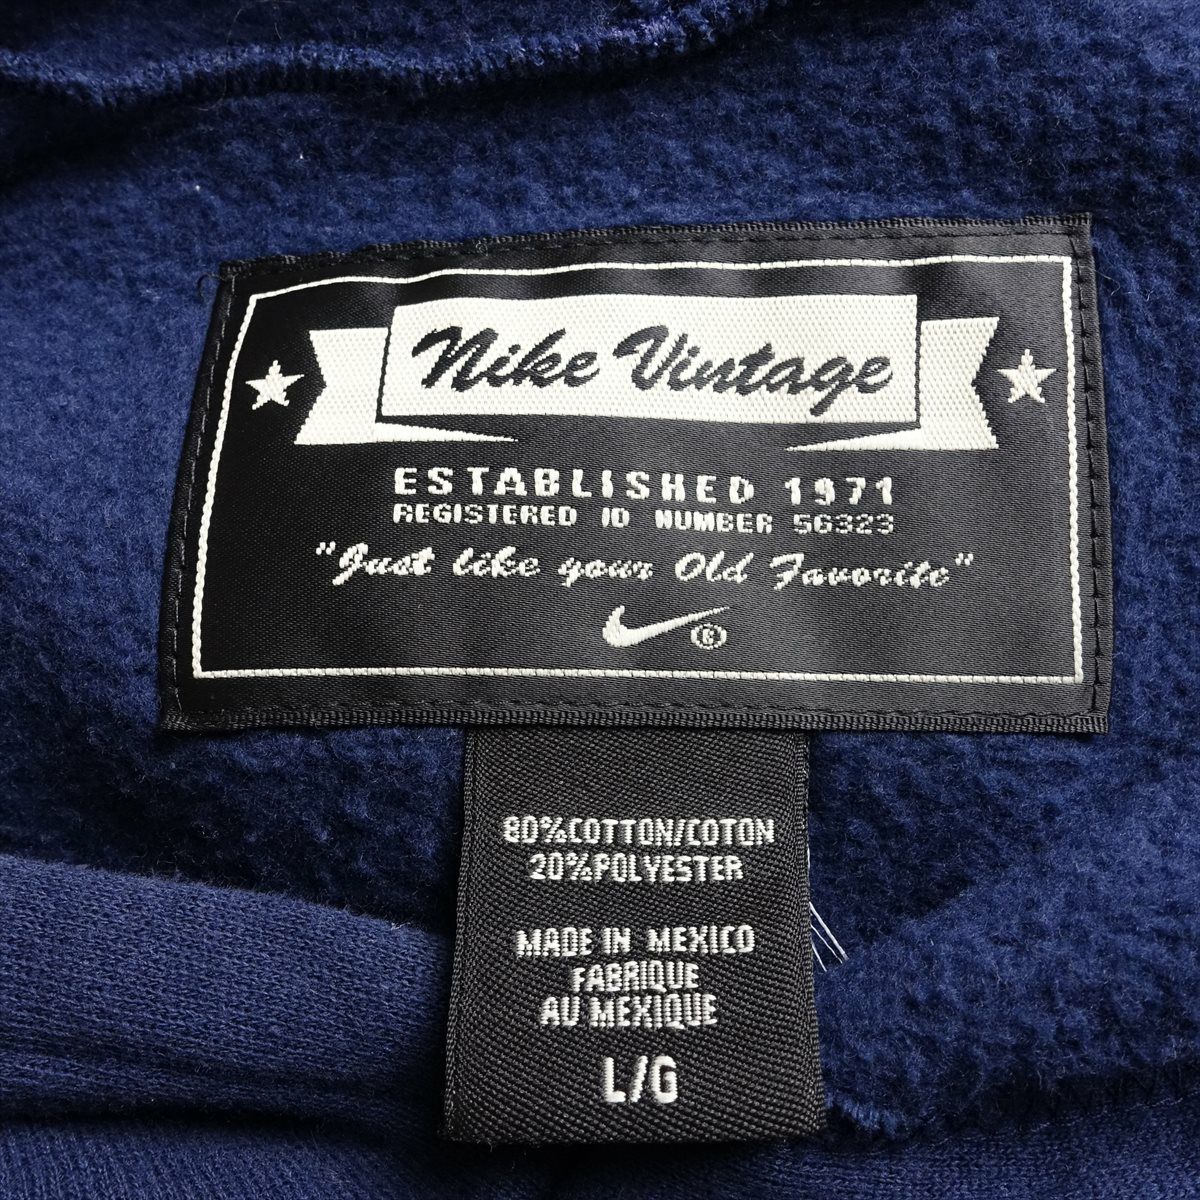 Nike Vintage
ESTABLISHED 1971
REGISTERED ID NUMBER 56323
"Just like your Old Favorite"
®
80%COTTON/COTON
20%POLYESTER
MADE IN MEXICO
FABRIQUE
AU MEXIQUE
L/G